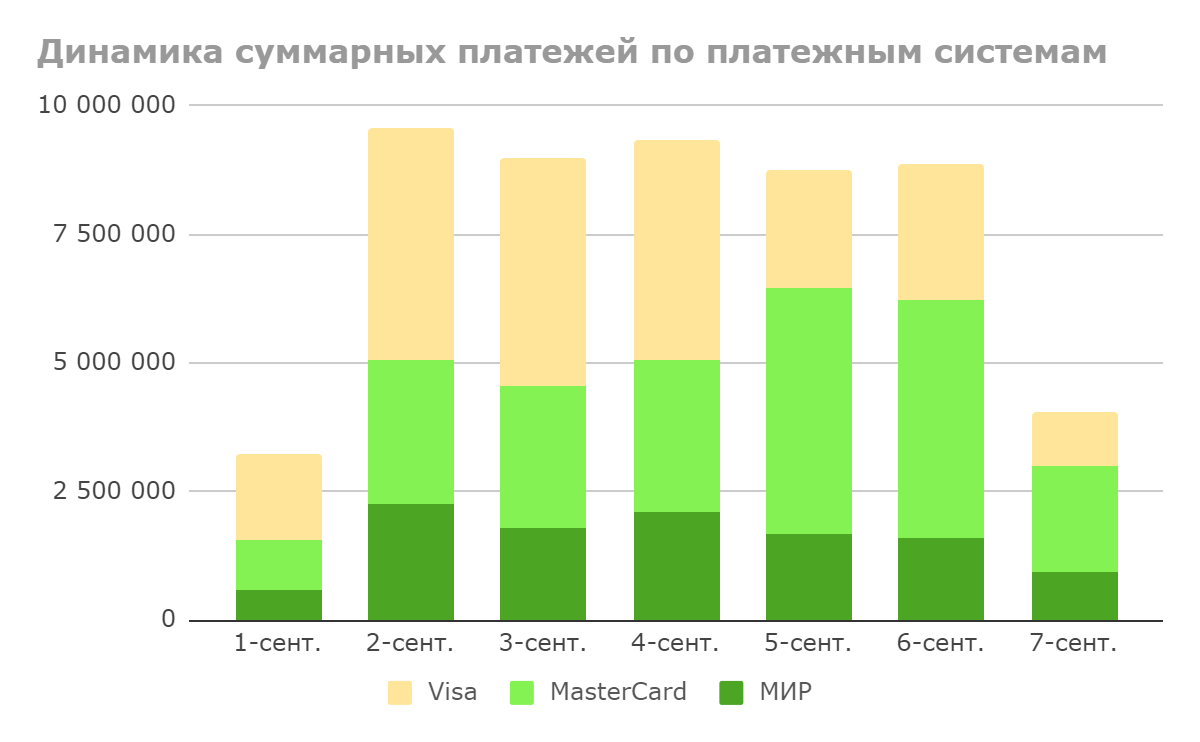 Динамика суммарных платежей по платежным системам
10 000 000
7 500 000
5 000 000
2 500 000
0
1-сент. 2-сент. 3-сент. 4-сент. 5-сент. 6-сент. 7-сент.
Visa MasterCard МИР